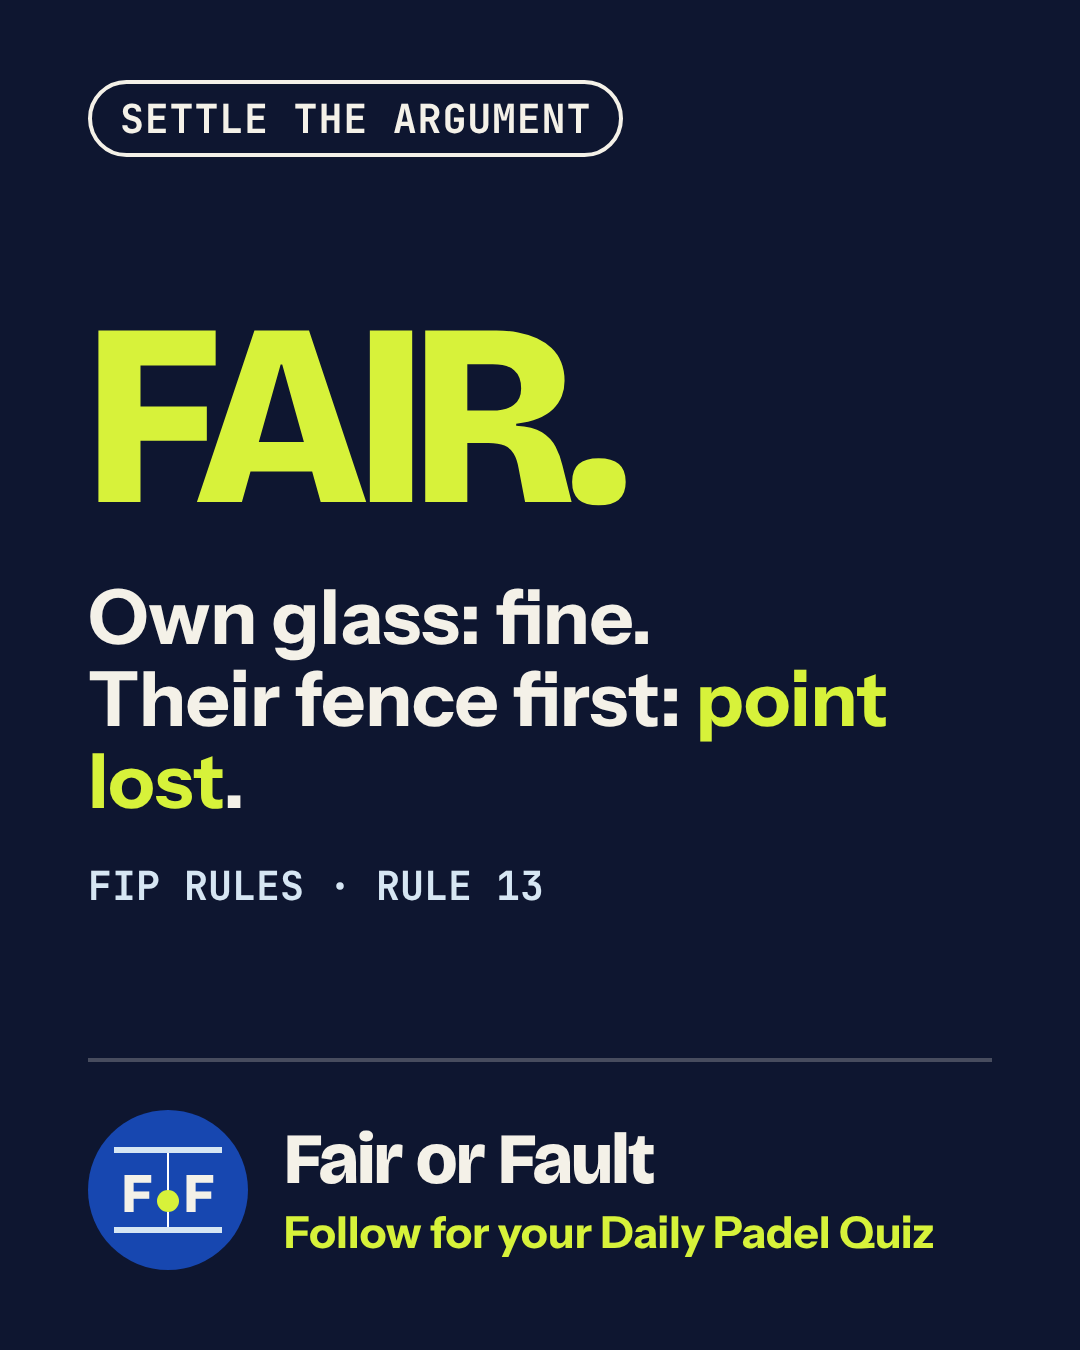 SETTLE THE ARGUMENT
FAIR.
Own glass: fine.
Their fence first: point
lost.
FIP RULES · RULE 13
F F
Fair or Fault
Follow for your Daily Padel Quiz